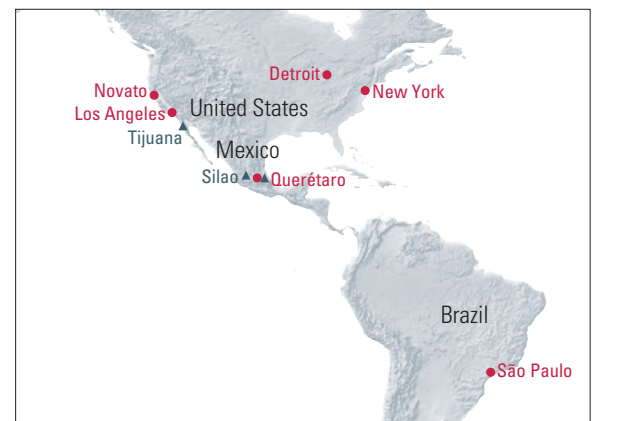 Detroit
Novato
New York
Los Angeles
United States
Tijuana
Mexico
Silao
Querétaro
Brazil
São Paulo